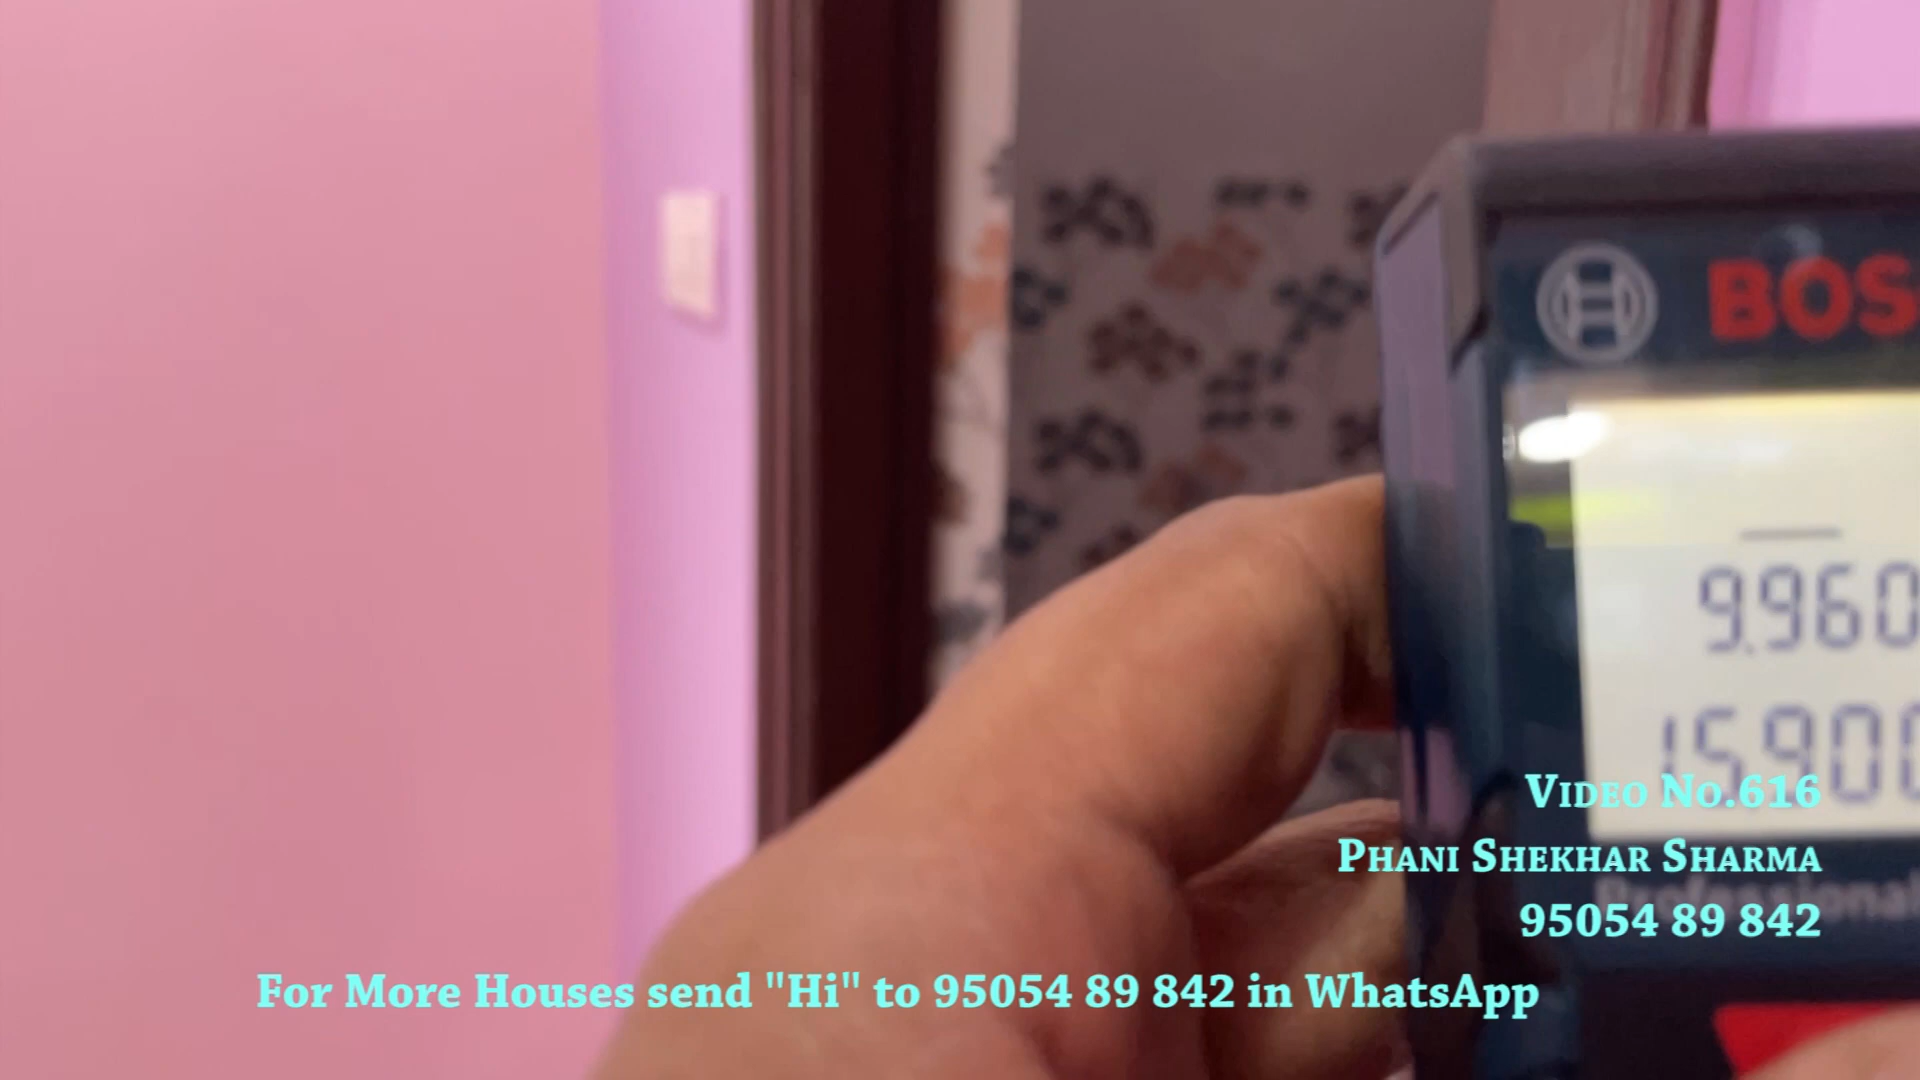 BOS
9.960
15.900
Video No.616
Phani Shekhar Sharma
Professional
95054 89 842
For More Houses send "Hi" to 95054 89 842 in WhatsApp